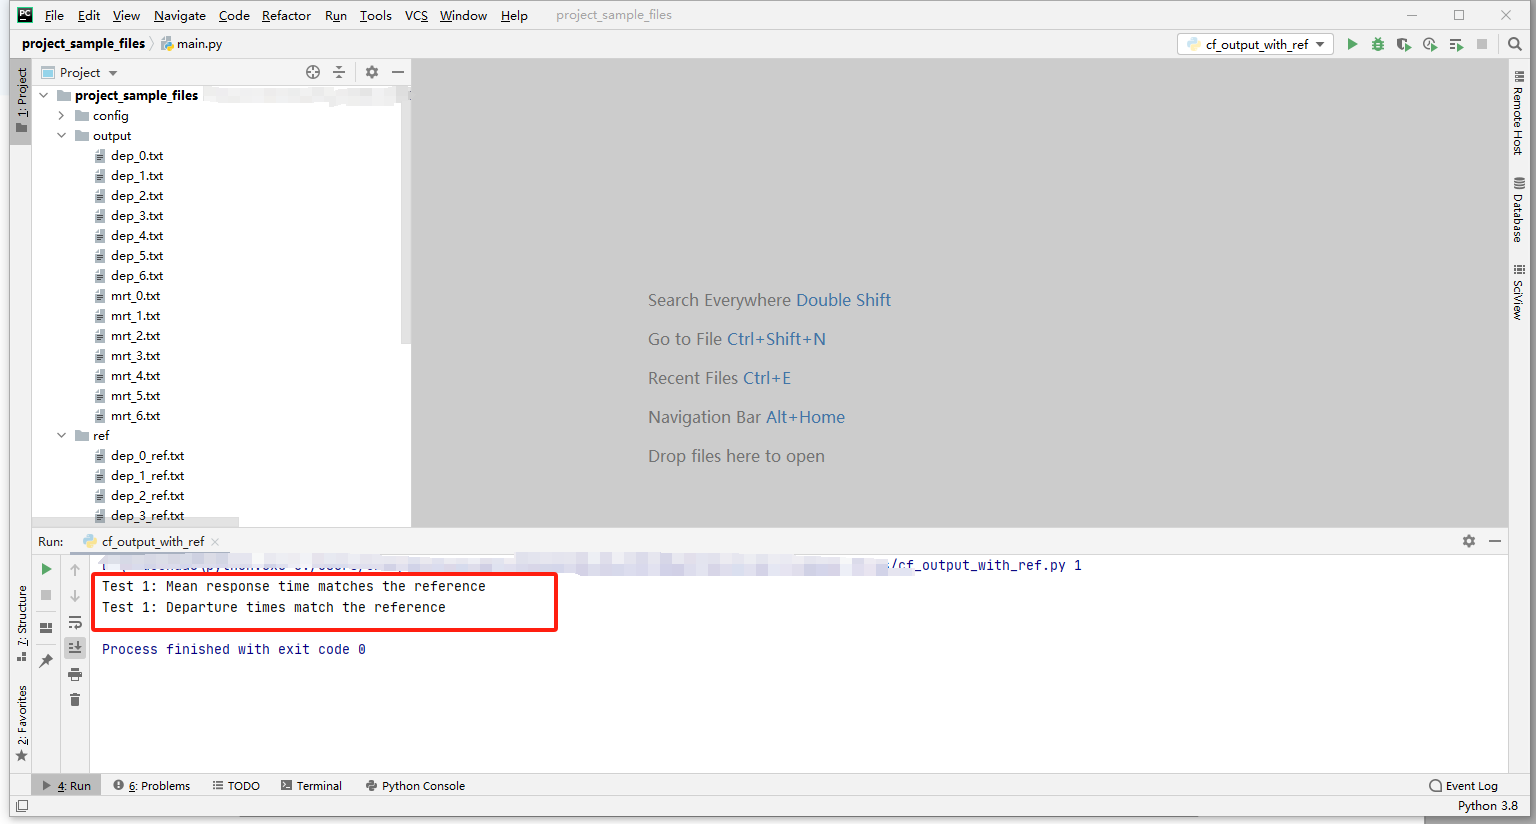 PC File Edit View Navigate Code Refactor Run Tools VCS Window Help project_sample_files
project_sample_files main.py cf_output_with_ref
1: Project
Project
project_sample_files
config
output
dep_0.txt
dep_1.txt
dep_2.txt
dep_3.txt
dep_4.txt
dep_5.txt
dep_6.txt
mrt_0.txt
mrt_1.txt
mrt_2.txt
mrt_3.txt
mrt_4.txt
mrt_5.txt
mrt_6.txt
ref
dep_0_ref.txt
dep_1_ref.txt
dep_2_ref.txt
dep_3_ref.txt
Search Everywhere Double Shift
Go to File Ctrl+Shift+N
Recent Files Ctrl+E
Navigation Bar Alt+Home
Drop files here to open
Remote Host
Database
SciView
Run: cf_output_with_ref
/cf_output_with_ref.py 1
Test 1: Mean response time matches the reference
Test 1: Departure times match the reference
Process finished with exit code 0
7: Structure
2: Favorites
4: Run 6: Problems TODO Terminal Python Console Event Log
Python 3.8